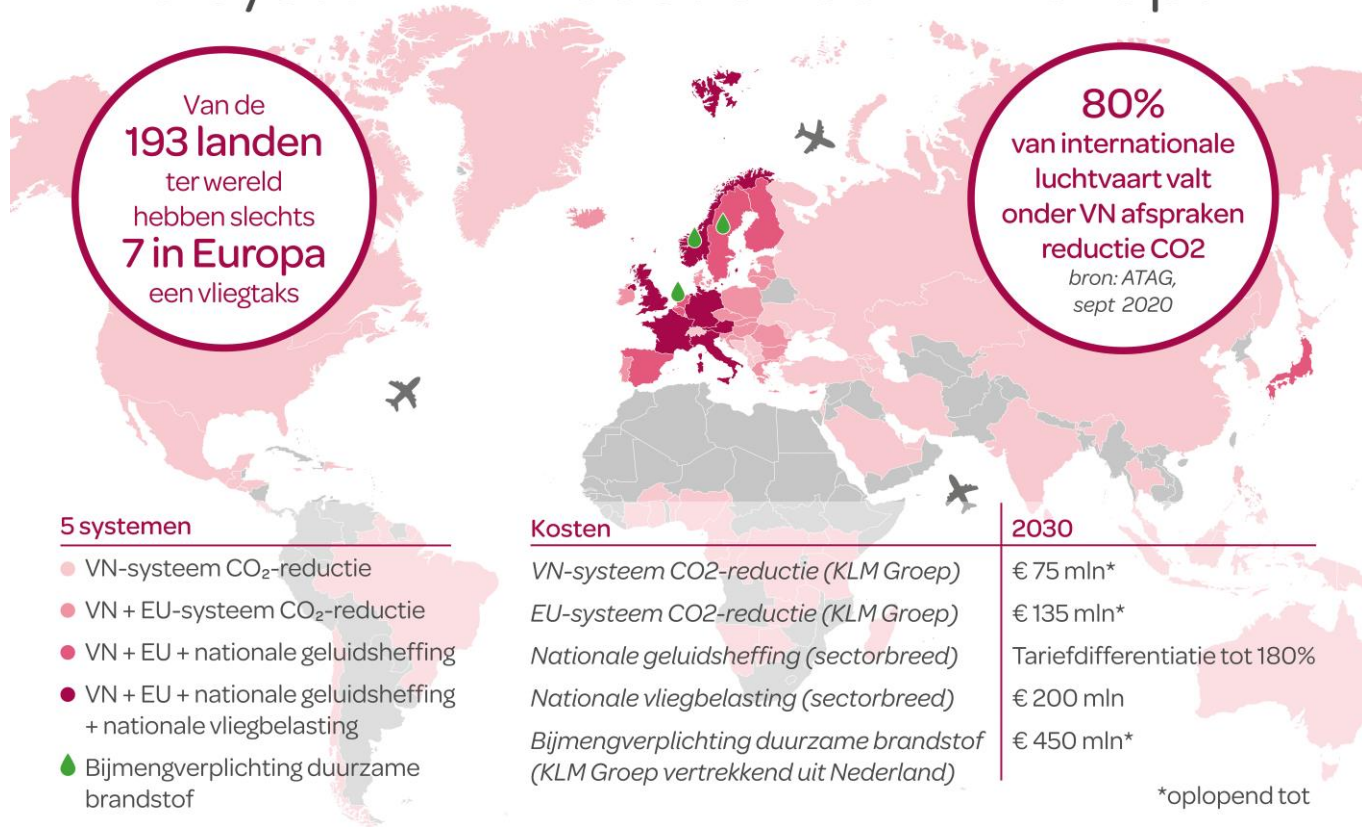 Van de
193 landen
ter wereld
hebben slechts
7 in Europa
een vliegtaks
80%
van internationale
luchtvaart valt
onder VN afspraken
reductie CO2
bron: ATAG,
sept 2020
5 systemen
VN-systeem CO₂-reductie
VN + EU-systeem CO₂-reductie
VN + EU + nationale geluidsheffing
VN + EU + nationale geluidsheffing
+ nationale vliegbelasting
Bijmengverplichting duurzame
brandstof
Kosten 2030
VN-systeem CO2-reductie (KLM Groep) € 75 mln*
EU-systeem CO2-reductie (KLM Groep) € 135 mln*
Nationale geluidsheffing (sectorbreed) Tariefdifferentiatie tot 180%
Nationale vliegbelasting (sectorbreed) € 200 mln
Bijmengverplichting duurzame brandstof € 450 mln*
(KLM Groep vertrekkend uit Nederland)
*oplopend tot